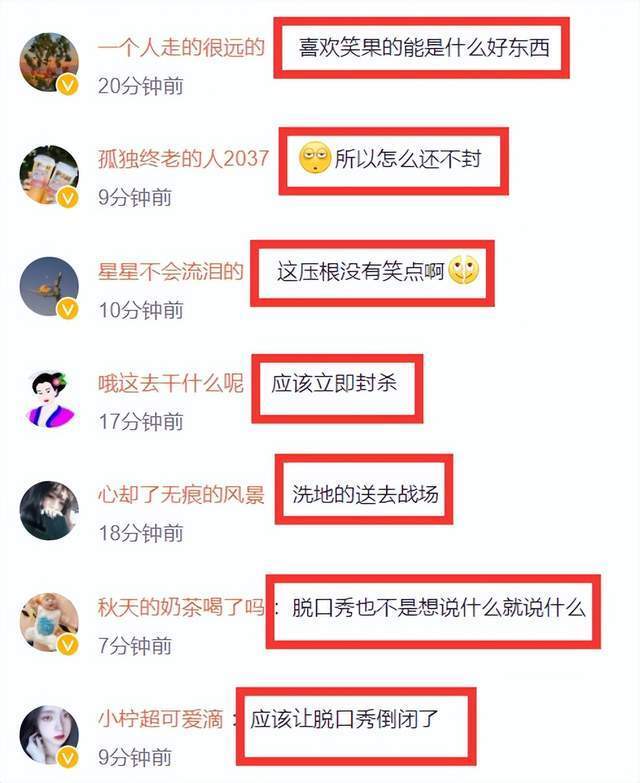 一个人走的很远的 喜欢笑果的能是什么好东西
20分钟前
孤独终老的人2037 所以怎么还不封
9分钟前
星星不会流泪的 这压根没有笑点啊
10分钟前
哦这去干什么呢 应该立即封杀
17分钟前
心却了无痕的风景 洗地的送去战场
18分钟前
秋天的奶茶喝了吗：脱口秀也不是想说什么就说什么
7分钟前
小柠超可爱滴：应该让脱口秀倒闭了
9分钟前